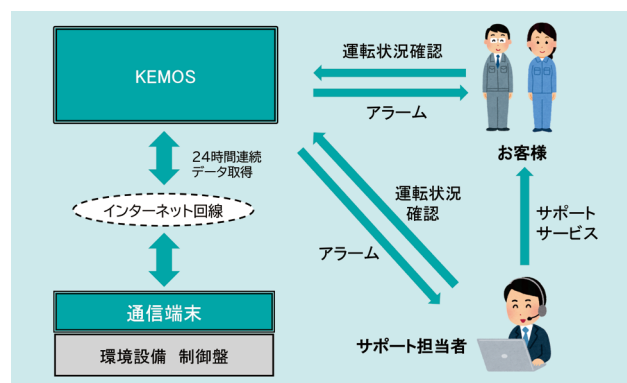 KEMOS
運転状況確認
アラーム
お客様
24時間連続
データ取得
インターネット回線
運転状況
確認
アラーム
サポート
サービス
通信端末
環境設備 制御盤
サポート担当者